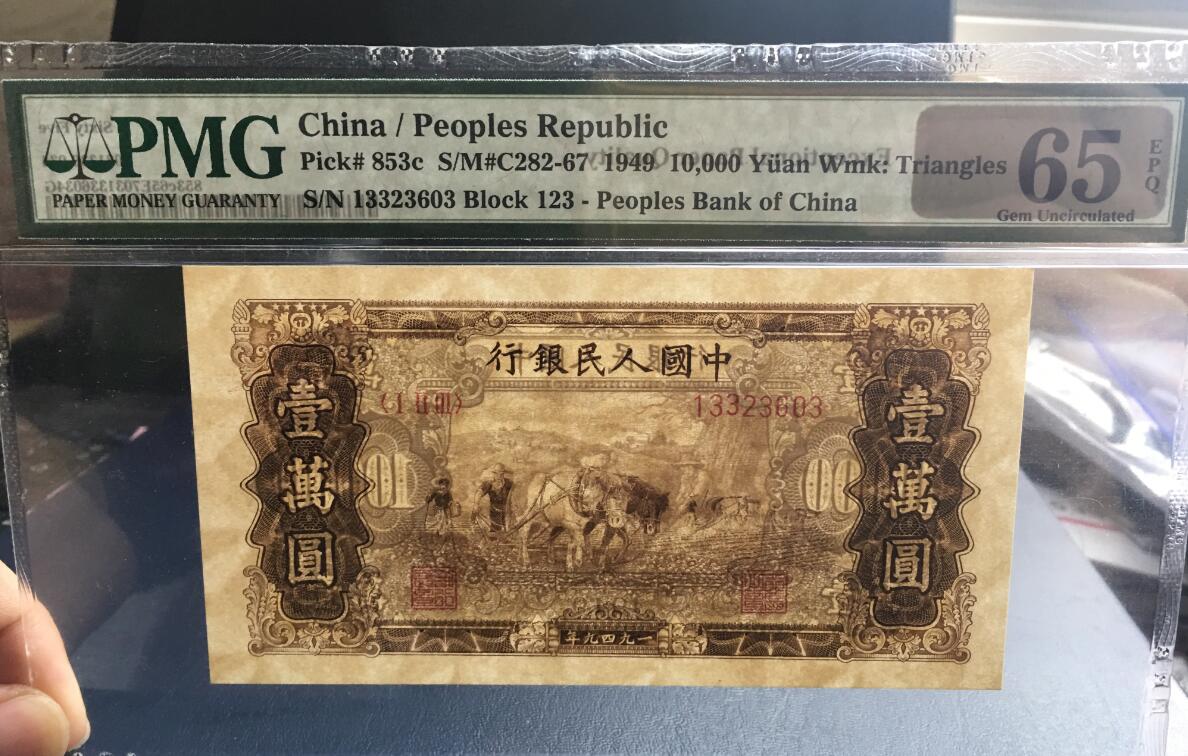 China / Peoples Republic
PMG
PAPER MONEY GUARANTY
Pick# 853c S/M#C282-67 1949 10,000 Yüan Wmk: Triangles
S/N 13323603 Block 123 - Peoples Bank of China
65
EPQ
Gem Uncirculated
行銀民人國中
〈I II III〉 13323603
壹萬圓
壹萬圓
年九四九一